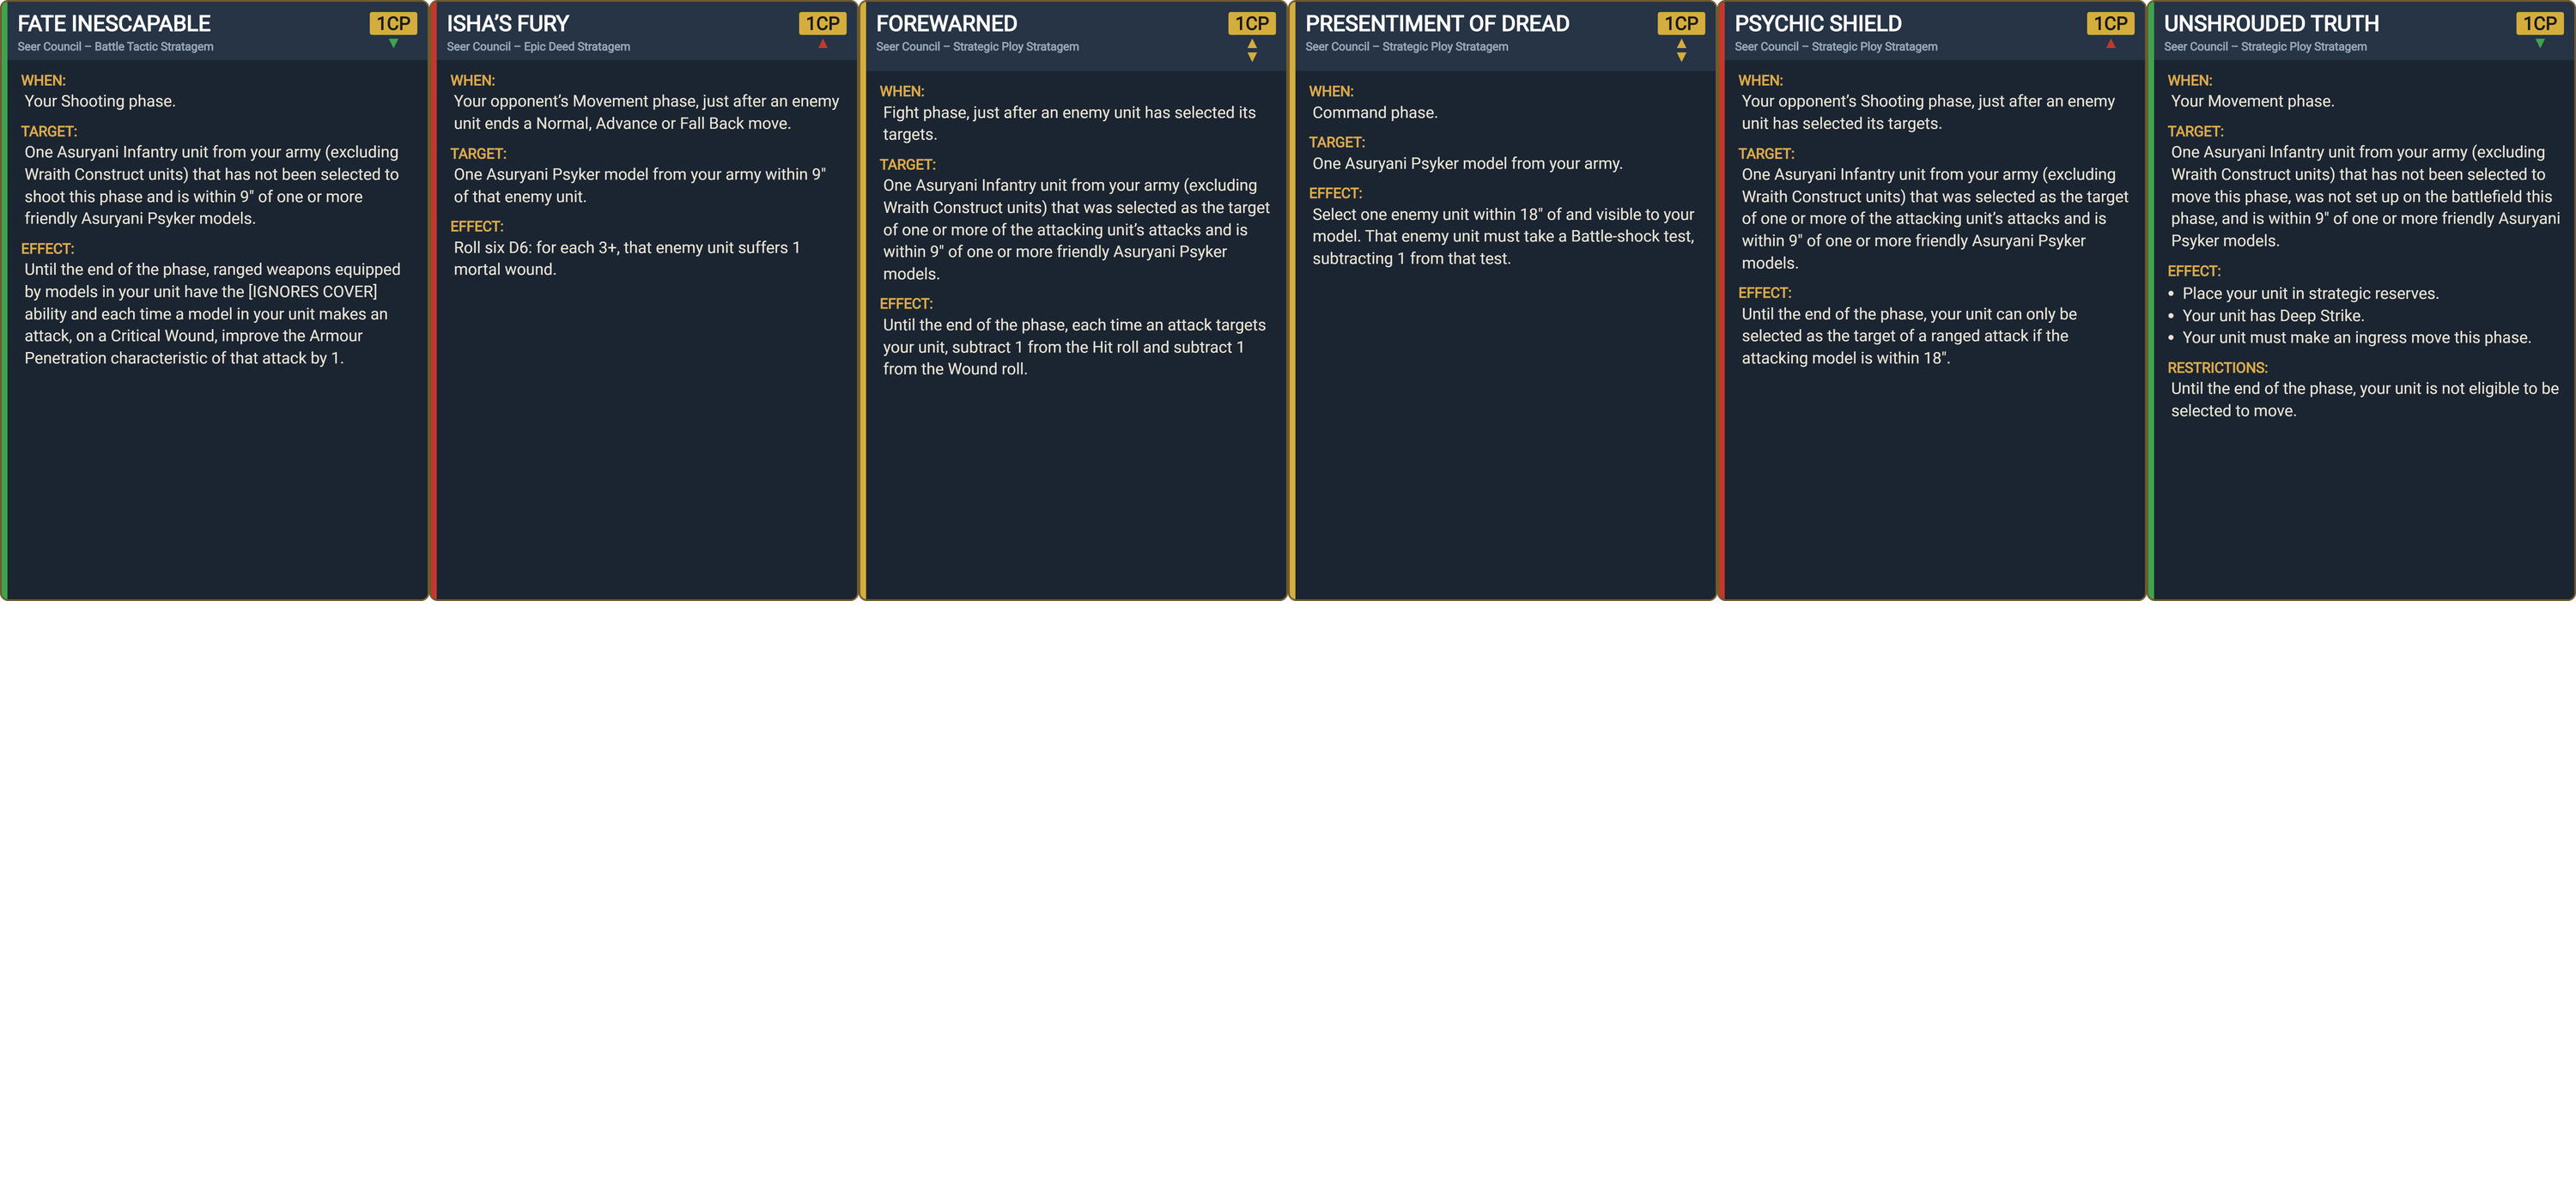 FATE INESCAPABLE
1CP
Seer Council – Battle Tactic Stratagem
WHEN:
Your Shooting phase.
TARGET:
One Asuryani Infantry unit from your army (excluding
Wraith Construct units) that has not been selected to
shoot this phase and is within 9" of one or more
friendly Asuryani Psyker models.
EFFECT:
Until the end of the phase, ranged weapons equipped
by models in your unit have the [IGNORES COVER]
ability and each time a model in your unit makes an
attack, on a Critical Wound, improve the Armour
Penetration characteristic of that attack by 1.
ISHA’S FURY
1CP
Seer Council – Epic Deed Stratagem
WHEN:
Your opponent’s Movement phase, just after an enemy
unit ends a Normal, Advance or Fall Back move.
TARGET:
One Asuryani Psyker model from your army within 9"
of that enemy unit.
EFFECT:
Roll six D6: for each 3+, that enemy unit suffers 1
mortal wound.
FOREWARNED
1CP
Seer Council – Strategic Ploy Stratagem
WHEN:
Fight phase, just after an enemy unit has selected its
targets.
TARGET:
One Asuryani Infantry unit from your army (excluding
Wraith Construct units) that was selected as the target
of one or more of the attacking unit’s attacks and is
within 9" of one or more friendly Asuryani Psyker
models.
EFFECT:
Until the end of the phase, each time an attack targets
your unit, subtract 1 from the Hit roll and subtract 1
from the Wound roll.
PRESENTIMENT OF DREAD
1CP
Seer Council – Strategic Ploy Stratagem
WHEN:
Command phase.
TARGET:
One Asuryani Psyker model from your army.
EFFECT:
Select one enemy unit within 18" of and visible to your
model. That enemy unit must take a Battle-shock test,
subtracting 1 from that test.
PSYCHIC SHIELD
1CP
Seer Council – Strategic Ploy Stratagem
WHEN:
Your opponent’s Shooting phase, just after an enemy
unit has selected its targets.
TARGET:
One Asuryani Infantry unit from your army (excluding
Wraith Construct units) that was selected as the target
of one or more of the attacking unit’s attacks and is
within 9" of one or more friendly Asuryani Psyker
models.
EFFECT:
Until the end of the phase, your unit can only be
selected as the target of a ranged attack if the
attacking model is within 18".
UNSHROUDED TRUTH
1CP
Seer Council – Strategic Ploy Stratagem
WHEN:
Your Movement phase.
TARGET:
One Asuryani Infantry unit from your army (excluding
Wraith Construct units) that has not been selected to
move this phase, was not set up on the battlefield this
phase, and is within 9" of one or more friendly Asuryani
Psyker models.
EFFECT:
• Place your unit in strategic reserves.
• Your unit has Deep Strike.
• Your unit must make an ingress move this phase.
RESTRICTIONS:
Until the end of the phase, your unit is not eligible to be
selected to move.